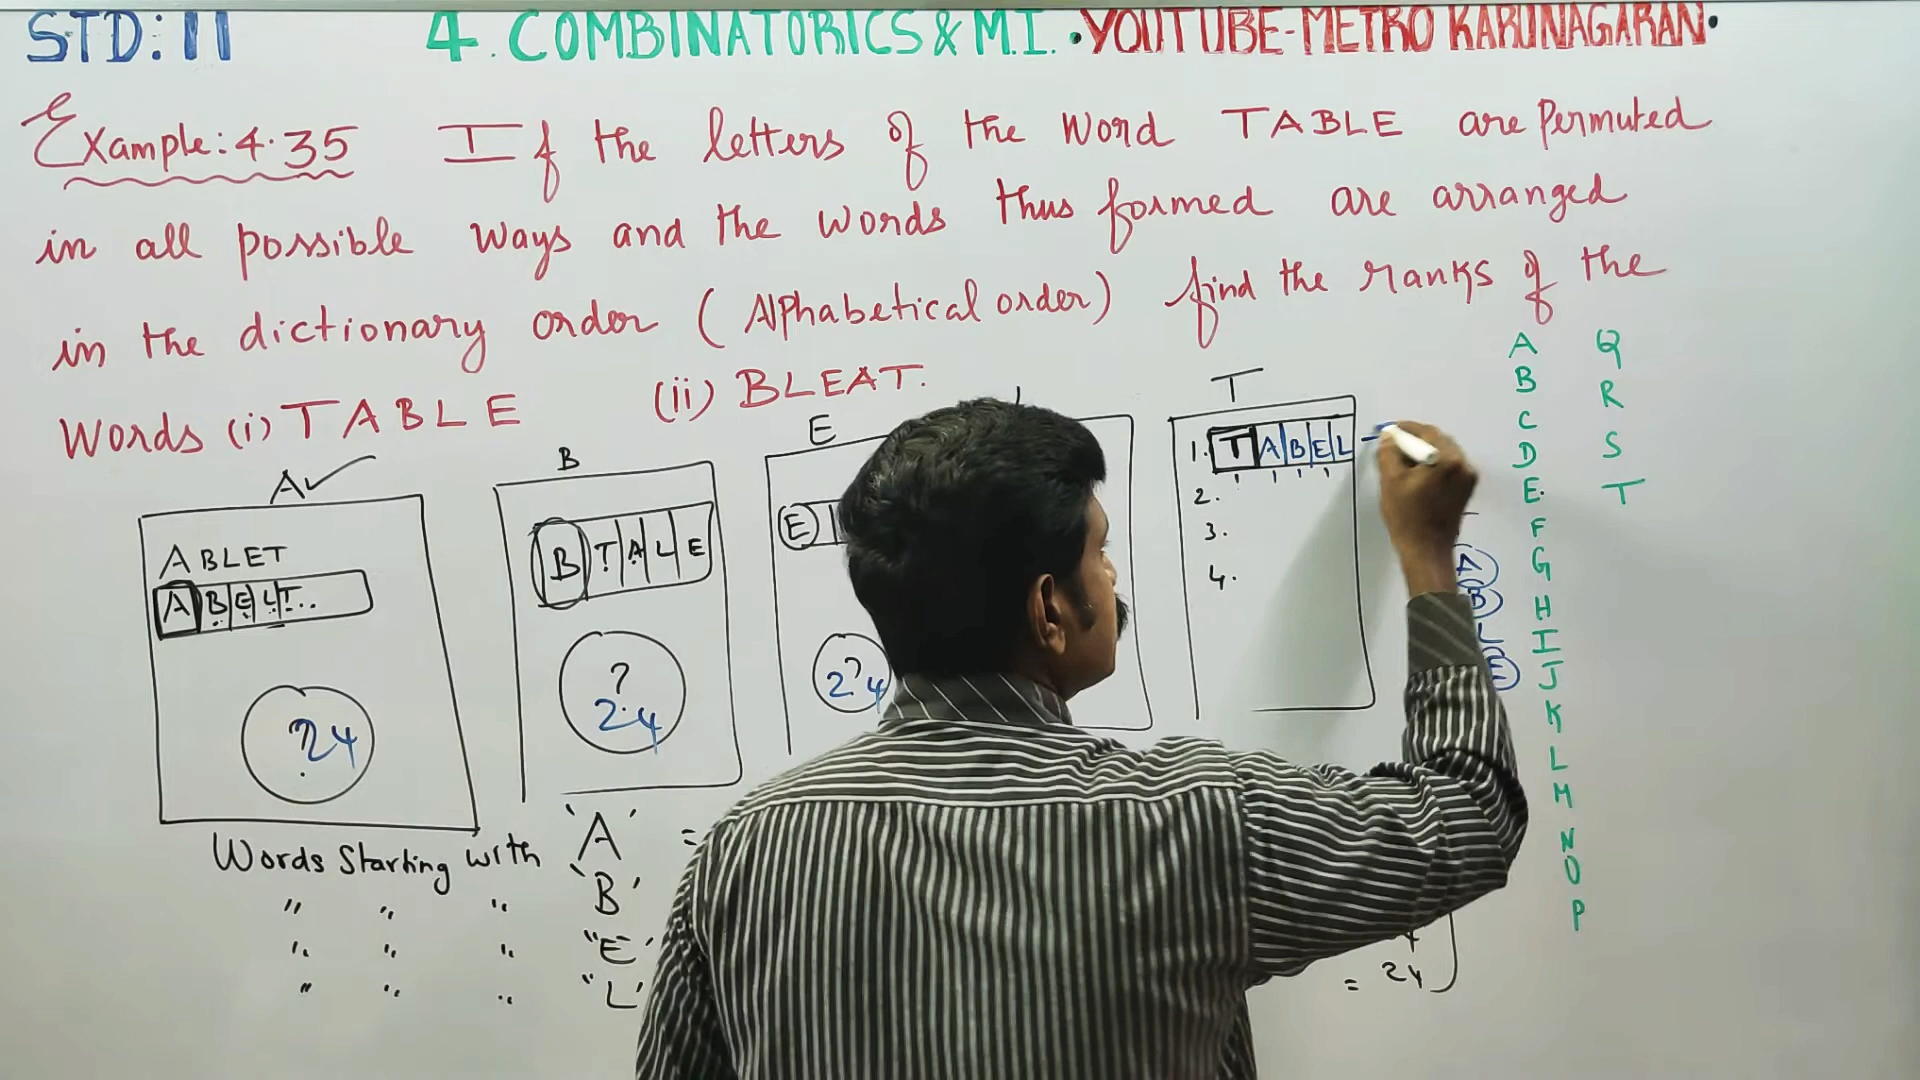 STD: 11 4. COMBINATORICS & M.I. • YOUTUBE-METRO KARUNAGARAN •
Example: 4.35 If the letters of the word TABLE are Permuted
in all possible ways and the words thus formed are arranged
in the dictionary order (Alphabetical order) find the ranks of the
Words (i) TABLE (ii) BLEAT.
A ✓
ABLET
A B E L T ..
? 24
B
B T A L E
? 24
E
E
2?4
T
1. T A B E L
2.
3.
4.
A
B
L
E
Words Starting with 'A' =
" " " 'B'
" " " "E'
" " " "L'
= 24
A
B
C
D
E
F
G
H
I
J
K
L
M
N
O
P
Q
R
S
T